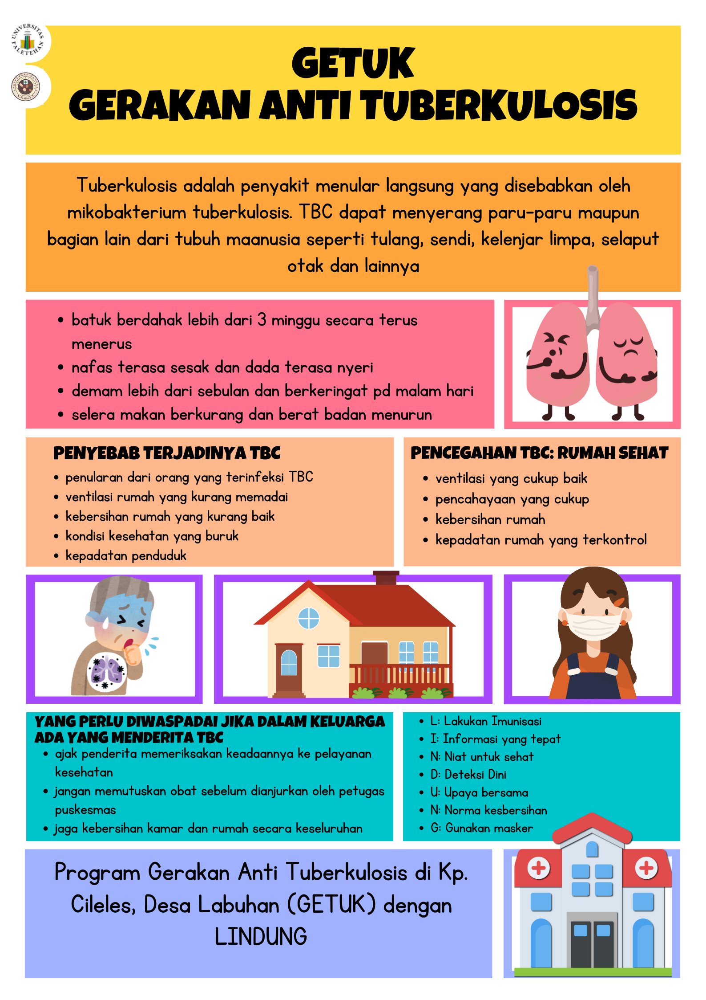 UNIVERSITAS
FALETEHAN
PUSKESMAS MANCAK
Kelompok
GETUK
GERAKAN ANTI TUBERKULOSIS
Tuberkulosis adalah penyakit menular langsung yang disebabkan oleh
mikobakterium tuberkulosis. TBC dapat menyerang paru-paru maupun
bagian lain dari tubuh maanusia seperti tulang, sendi, kelenjar limpa, selaput
otak dan lainnya
• batuk berdahak lebih dari 3 minggu secara terus
menerus
• nafas terasa sesak dan dada terasa nyeri
• demam lebih dari sebulan dan berkeringat pd malam hari
• selera makan berkurang dan berat badan menurun
PENYEBAB TERJADINYA TBC
• penularan dari orang yang terinfeksi TBC
• ventilasi rumah yang kurang memadai
• kebersihan rumah yang kurang baik
• kondisi kesehatan yang buruk
• kepadatan penduduk
PENCEGAHAN TBC: RUMAH SEHAT
• ventilasi yang cukup baik
• pencahayaan yang cukup
• kebersihan rumah
• kepadatan rumah yang terkontrol
YANG PERLU DIWASPADAI JIKA DALAM KELUARGA
ADA YANG MENDERITA TBC
• ajak penderita memeriksakan keadaannya ke pelayanan
kesehatan
• jangan memutuskan obat sebelum dianjurkan oleh petugas
puskesmas
• jaga kebersihan kamar dan rumah secara keseluruhan
• L: Lakukan Imunisasi
• I: Informasi yang tepat
• N: Niat untuk sehat
• D: Deteksi Dini
• U: Upaya bersama
• N: Norma kesbersihan
• G: Gunakan masker
Program Gerakan Anti Tuberkulosis di Kp.
Cileles, Desa Labuhan (GETUK) dengan
LINDUNG